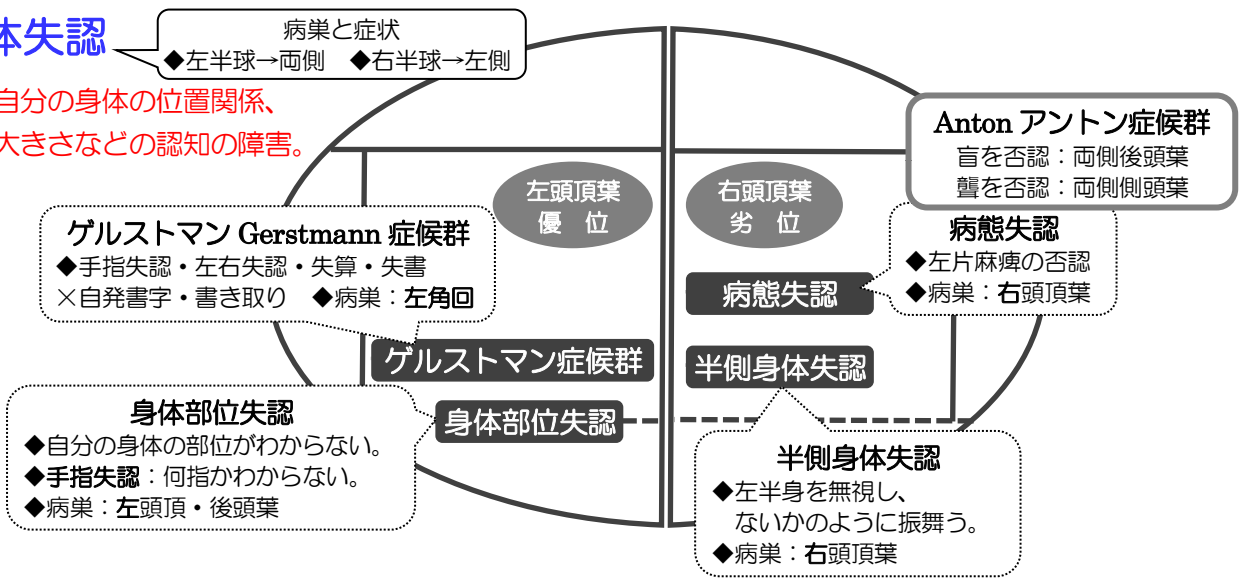 体失認
病巣と症状
◆左半球→両側 ◆右半球→左側
自分の身体の位置関係、
大きさなどの認知の障害。
Anton アントン症候群
盲を否認：両側後頭葉
聾を否認：両側側頭葉
左頭頂葉
優 位
右頭頂葉
劣 位
ゲルストマン Gerstmann 症候群
◆手指失認・左右失認・失算・失書
×自発書字・書き取り ◆病巣：左角回
病態失認
◆左片麻痺の否認
◆病巣：右頭頂葉
病態失認
ゲルストマン症候群
半側身体失認
身体部位失認
身体部位失認
◆自分の身体の部位がわからない。
◆手指失認：何指かわからない。
◆病巣：左頭頂・後頭葉
半側身体失認
◆左半身を無視し、
ないかのように振舞う。
◆病巣：右頭頂葉